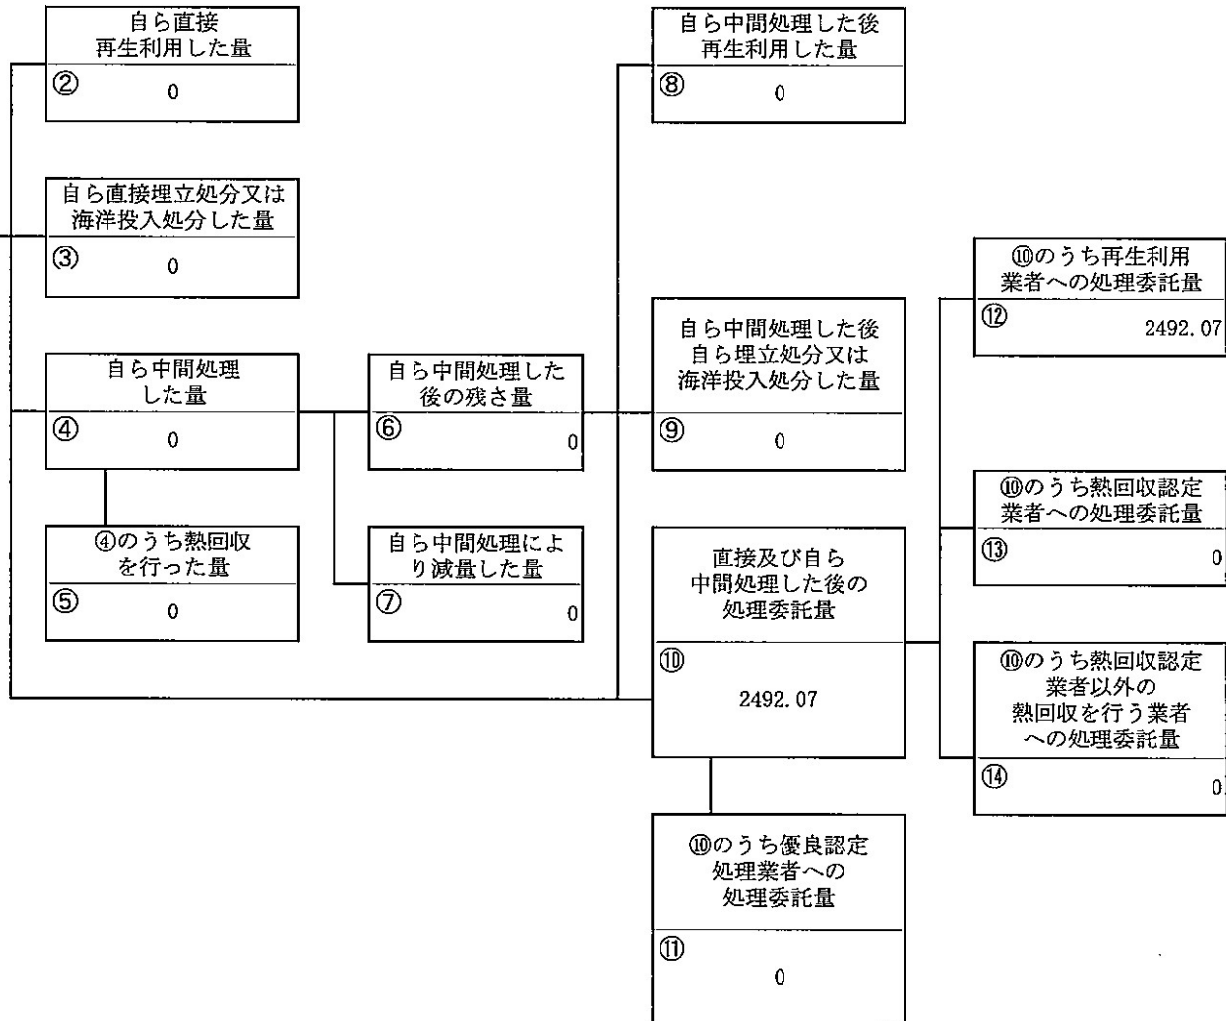 自ら直接
再生利用した量
②
0
自ら直接埋立処分又は
海洋投入処分した量
③
0
自ら中間処理
した量
④
0
④のうち熱回収
を行った量
⑤
0
自ら中間処理した
後の残さ量
⑥
0
自ら中間処理によ
り減量した量
⑦
0
自ら中間処理した後
再生利用した量
⑧
0
自ら中間処理した後
自ら埋立処分又は
海洋投入処分した量
⑨
0
直接及び自ら
中間処理した後の
処理委託量
⑩
2492.07
⑩のうち優良認定
処理業者への
処理委託量
⑪
0
⑩のうち再生利用
業者への処理委託量
⑫
2492.07
⑩のうち熱回収認定
業者への処理委託量
⑬
0
⑩のうち熱回収認定
業者以外の
熱回収を行う業者
への処理委託量
⑭
0